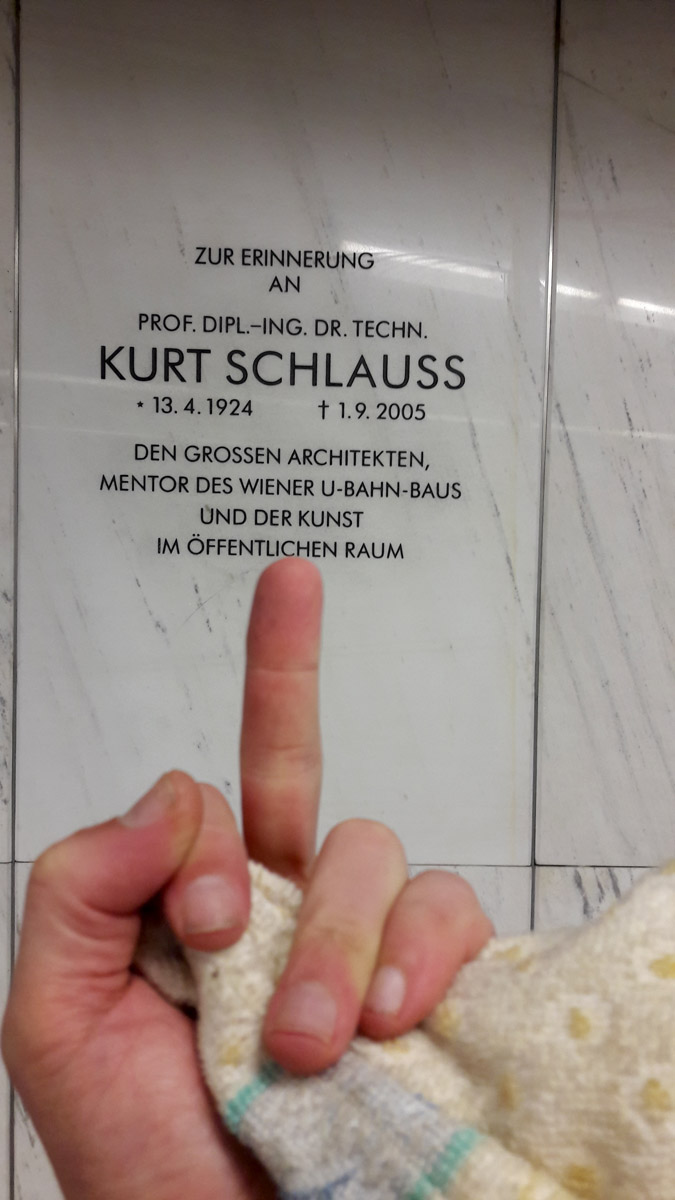 ZUR ERINNERUNG
AN
PROF. DIPL.–ING. DR. TECHN.
KURT SCHLAUSS
* 13. 4. 1924 † 1. 9. 2005
DEN GROSSEN ARCHITEKTEN,
MENTOR DES WIENER U-BAHN-BAUS
UND DER KUNST
IM ÖFFENTLICHEN RAUM